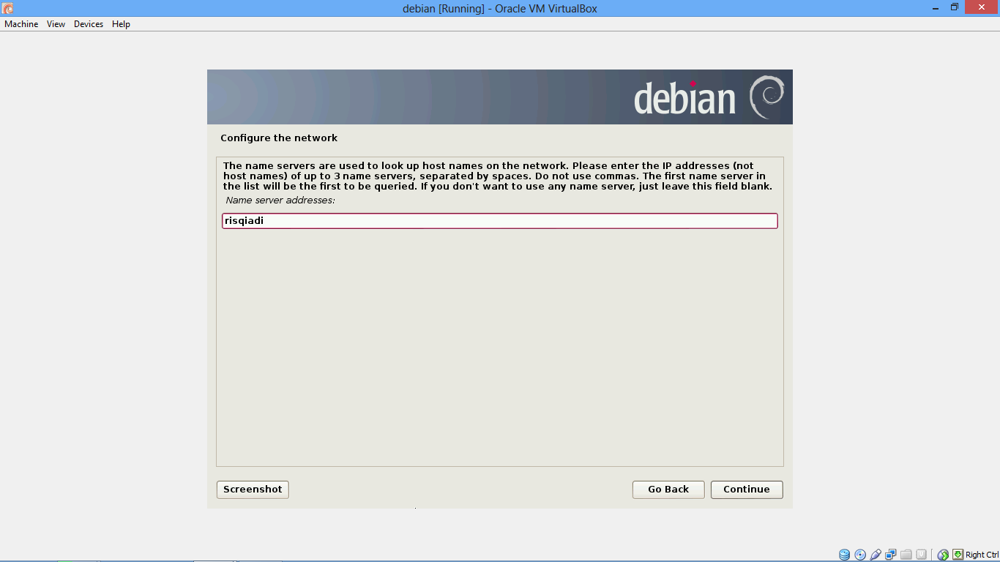 debian [Running] - Oracle VM VirtualBox
Machine View Devices Help
debian
Configure the network
The name servers are used to look up host names on the network. Please enter the IP addresses (not
host names) of up to 3 name servers, separated by spaces. Do not use commas. The first name server in
the list will be the first to be queried. If you don't want to use any name server, just leave this field blank.
Name server addresses:
risqiadi
Screenshot Go Back Continue
Right Ctrl